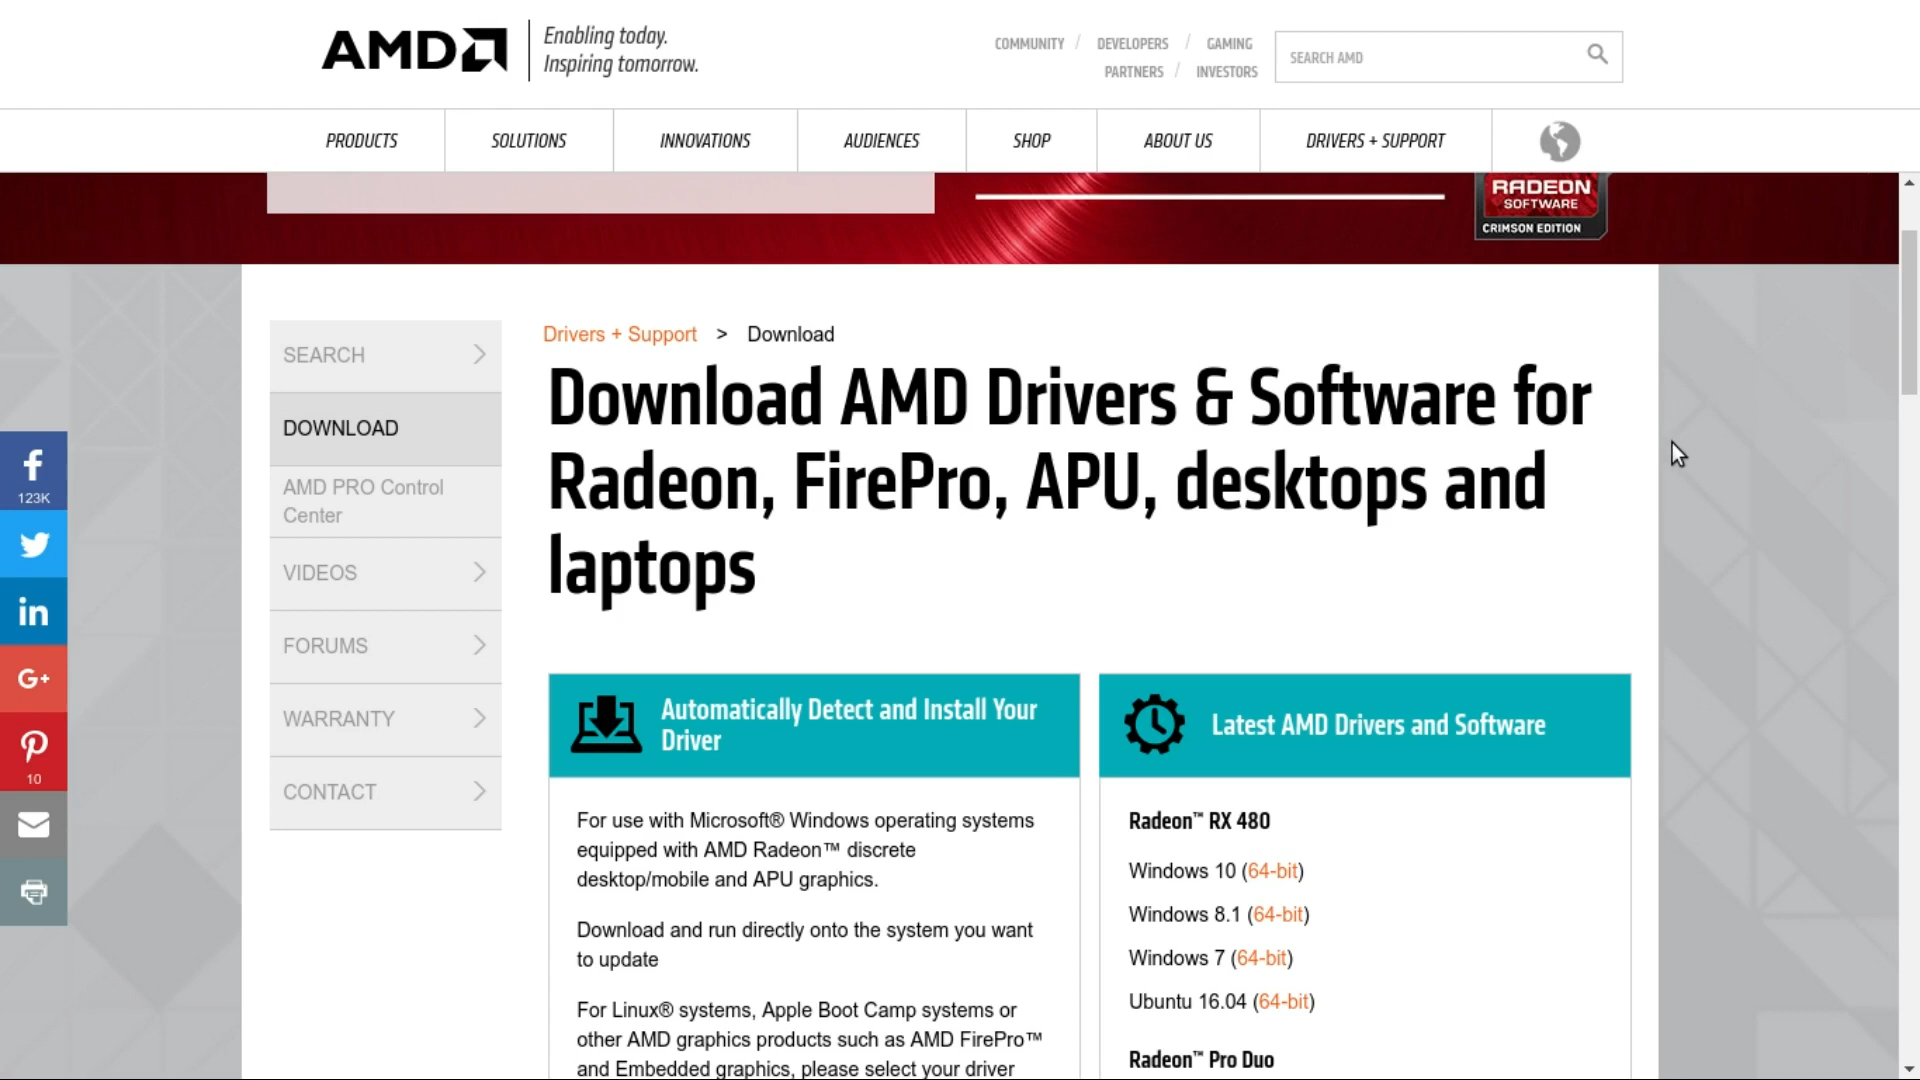 AMD
Enabling today.
Inspiring tomorrow.
COMMUNITY / DEVELOPERS / GAMING
PARTNERS / INVESTORS
SEARCH AMD
PRODUCTS
SOLUTIONS
INNOVATIONS
AUDIENCES
SHOP
ABOUT US
DRIVERS + SUPPORT
RADEON
SOFTWARE
CRIMSON EDITION
SEARCH
DOWNLOAD
AMD PRO Control
Center
VIDEOS
FORUMS
WARRANTY
CONTACT
f
123K
in
G+
10
Drivers + Support > Download
Download AMD Drivers & Software for
Radeon, FirePro, APU, desktops and
laptops
Automatically Detect and Install Your
Driver
For use with Microsoft® Windows operating systems
equipped with AMD Radeon™ discrete
desktop/mobile and APU graphics.
Download and run directly onto the system you want
to update
For Linux® systems, Apple Boot Camp systems or
other AMD graphics products such as AMD FirePro™
and Embedded graphics, please select your driver
Latest AMD Drivers and Software
Radeon™ RX 480
Windows 10 (64-bit)
Windows 8.1 (64-bit)
Windows 7 (64-bit)
Ubuntu 16.04 (64-bit)
Radeon™ Pro Duo